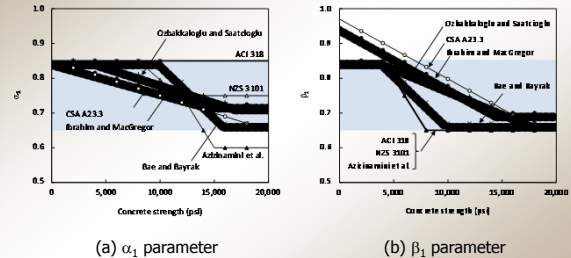 1.0
0.9
0.8
0.7
0.6
0.5
α1
Ozbakkaloglu and Saatcioglu
ACI 318
NZS 3101
CSA A23.3
Ibrahim and MacGregor
Azizinamini et al.
Bae and Bayrak
0
5,000
10,000
15,000
20,000
Concrete strength (psi)
(a) α1 parameter
1.0
0.9
0.8
0.7
0.6
0.5
β1
Ozbakkaloglu and Saatcioglu
CSA A23.3
Ibrahim and MacGregor
Bae and Bayrak
ACI 318
NZS 3101
Azizinamini et al.
0
5,000
10,000
15,000
20,000
Concrete strength (psi)
(b) β1 parameter